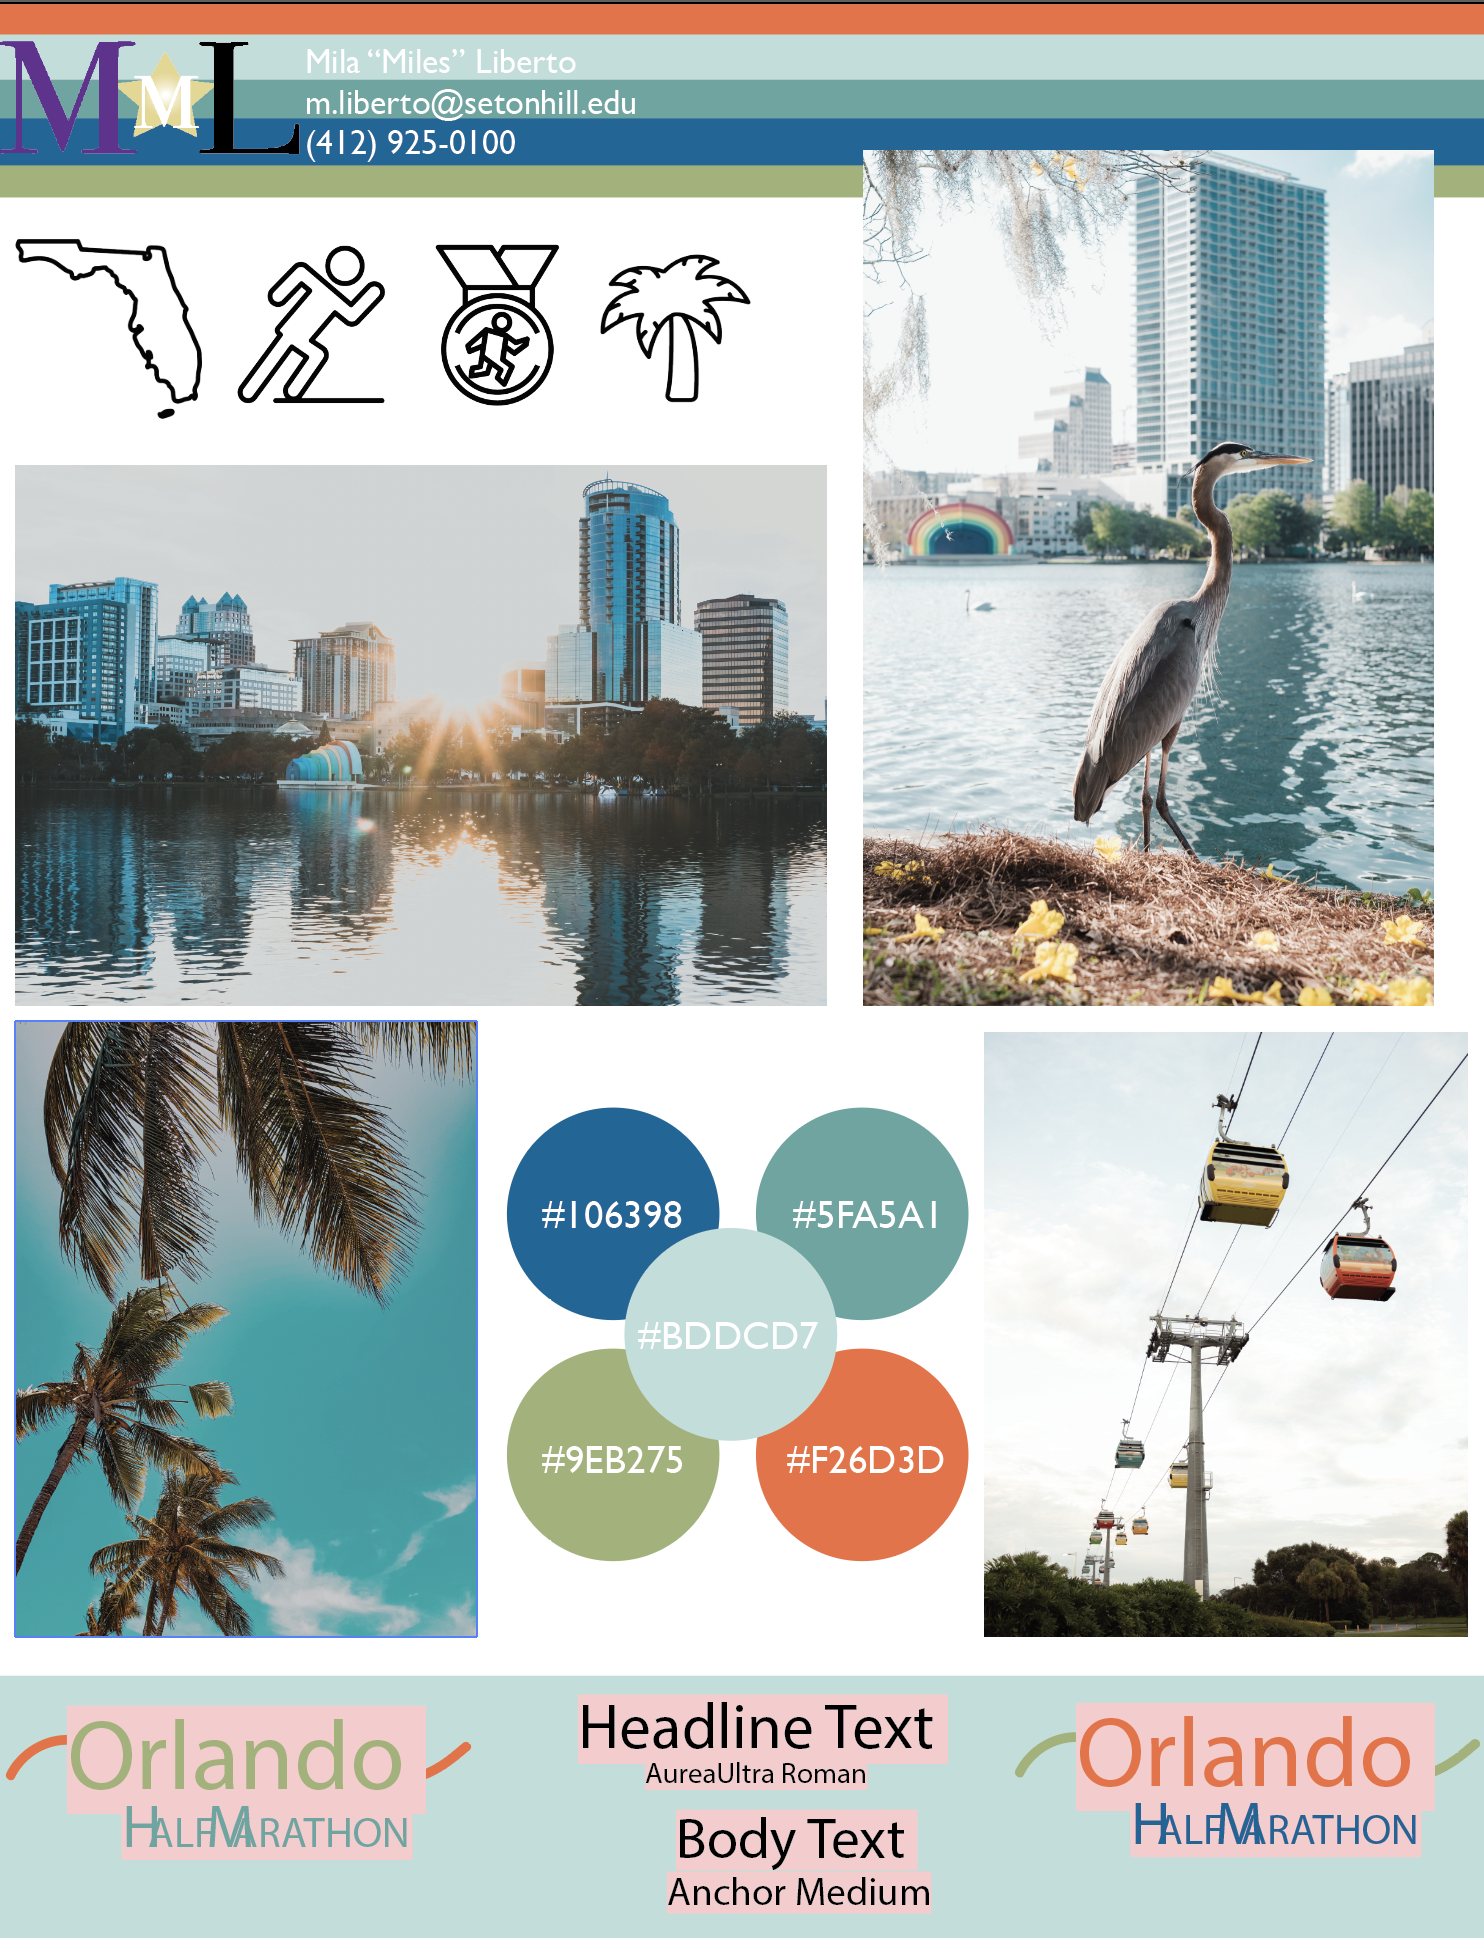 MML
Mila “Miles” Liberto
m.liberto@setonhill.edu
(412) 925-0100
#106398
#5FA5A1
#BDDCD7
#9EB275
#F26D3D
Orlando
HALF MARATHON
Headline Text
AureaUltra Roman
Body Text
Anchor Medium
Orlando
HALF MARATHON